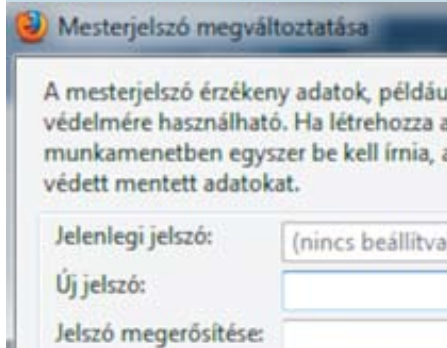 Mesterjelszó megváltoztatása
A mesterjelszó érzékeny adatok, például
védelmére használható. Ha létrehozza a
munkamenetben egyszer be kell írnia, a
védett mentett adatokat.
Jelenlegi jelszó:
(nincs beállítva
Új jelszó:
Jelszó megerősítése: